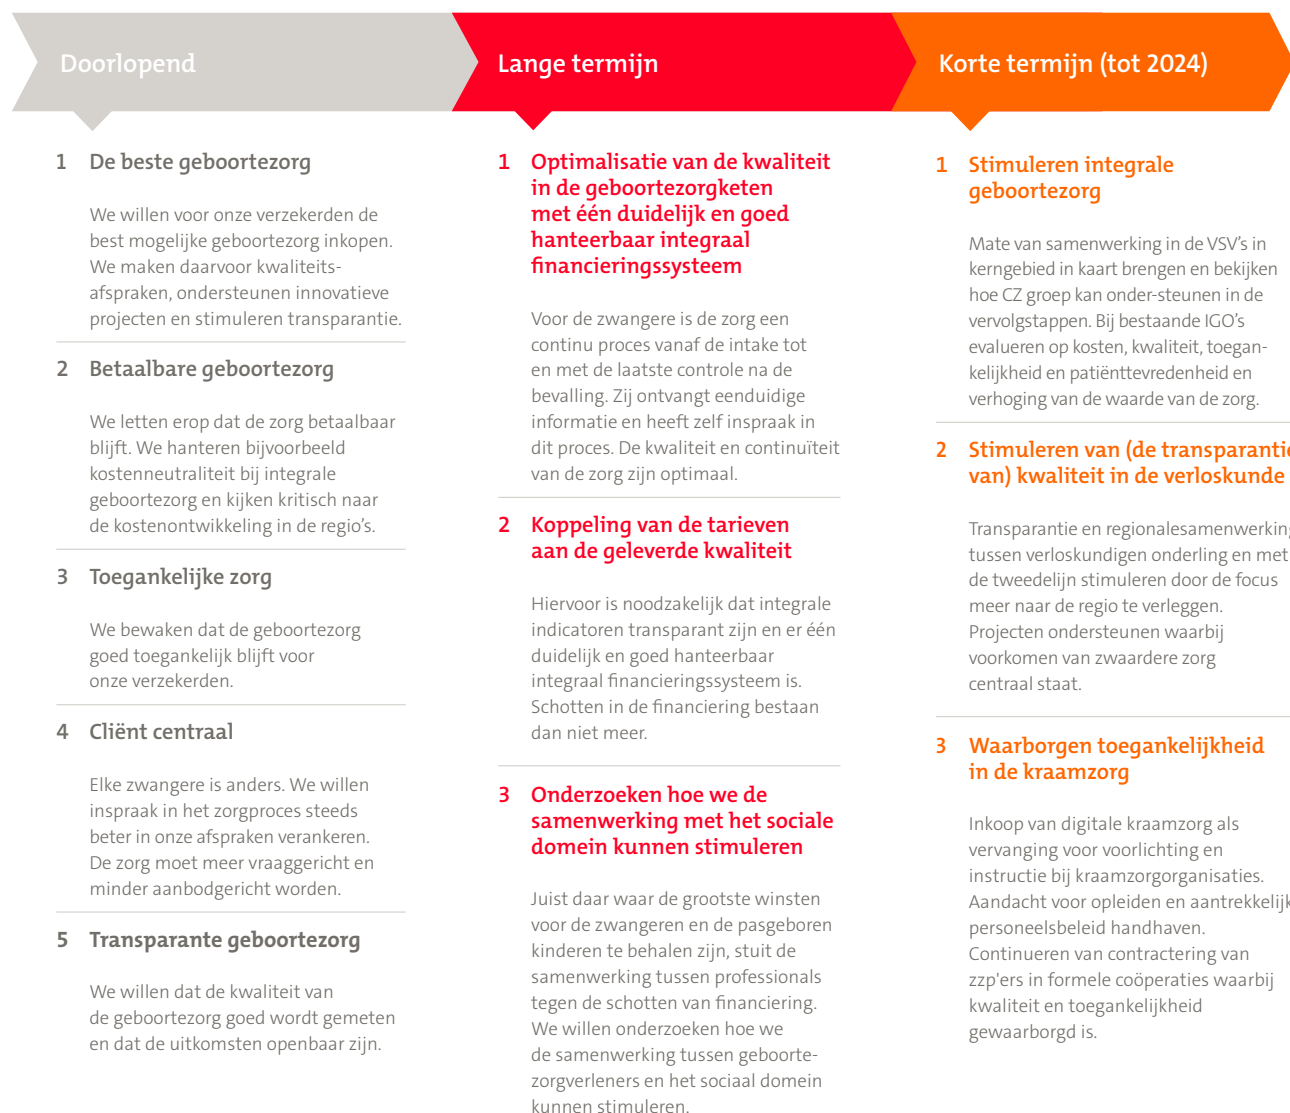 Doorlopend
1 De beste geboortezorg
We willen voor onze verzekerden de
best mogelijke geboortezorg inkopen.
We maken daarvoor kwaliteits-
afspraken, ondersteunen innovatieve
projecten en stimuleren transparantie.
2 Betaalbare geboortezorg
We letten erop dat de zorg betaalbaar
blijft. We hanteren bijvoorbeeld
kostenneutraliteit bij integrale
geboortezorg en kijken kritisch naar
de kostenontwikkeling in de regio's.
3 Toegankelijke zorg
We bewaken dat de geboortezorg
goed toegankelijk blijft voor
onze verzekerden.
4 Cliënt centraal
Elke zwangere is anders. We willen
inspraak in het zorgproces steeds
beter in onze afspraken verankeren.
De zorg moet meer vraaggericht en
minder aanbodgericht worden.
5 Transparante geboortezorg
We willen dat de kwaliteit van
de geboortezorg goed wordt gemeten
en dat de uitkomsten openbaar zijn.
Lange termijn
1 Optimalisatie van de kwaliteit
in de geboortezorgketen
met één duidelijk en goed
hanteerbaar integraal
financieringssysteem
Voor de zwangere is de zorg een
continu proces vanaf de intake tot
en met de laatste controle na de
bevalling. Zij ontvangt eenduidige
informatie en heeft zelf inspraak in
dit proces. De kwaliteit en continuïteit
van de zorg zijn optimaal.
2 Koppeling van de tarieven
aan de geleverde kwaliteit
Hiervoor is noodzakelijk dat integrale
indicatoren transparant zijn en er één
duidelijk en goed hanteerbaar
integraal financieringssysteem is.
Schotten in de financiering bestaan
dan niet meer.
3 Onderzoeken hoe we de
samenwerking met het sociale
domein kunnen stimuleren
Juist daar waar de grootste winsten
voor de zwangeren en de pasgeboren
kinderen te behalen zijn, stuit de
samenwerking tussen professionals
tegen de schotten van financiering.
We willen onderzoeken hoe we
de samenwerking tussen geboorte-
zorgverleners en het sociaal domein
kunnen stimuleren.
Korte termijn (tot 2024)
1 Stimuleren integrale
geboortezorg
Mate van samenwerking in de VSV's in
kerngebied in kaart brengen en bekijken
hoe CZ groep kan onder-steunen in de
vervolgstappen. Bij bestaande IGO's
evalueren op kosten, kwaliteit, toegan-
kelijkheid en patiënttevredenheid en
verhoging van de waarde van de zorg.
2 Stimuleren van (de transparantie
van) kwaliteit in de verloskunde
Transparantie en regionalesamenwerking
tussen verloskundigen onderling en met
de tweedelijn stimuleren door de focus
meer naar de regio te verleggen.
Projecten ondersteunen waarbij
voorkomen van zwaardere zorg
centraal staat.
3 Waarborgen toegankelijkheid
in de kraamzorg
Inkoop van digitale kraamzorg als
vervanging voor voorlichting en
instructie bij kraamzorgorganisaties.
Aandacht voor opleiden en aantrekkelijk
personeelsbeleid handhaven.
Continueren van contractering van
zzp'ers in formele coöperaties waarbij
kwaliteit en toegankelijkheid
gewaarborgd is.